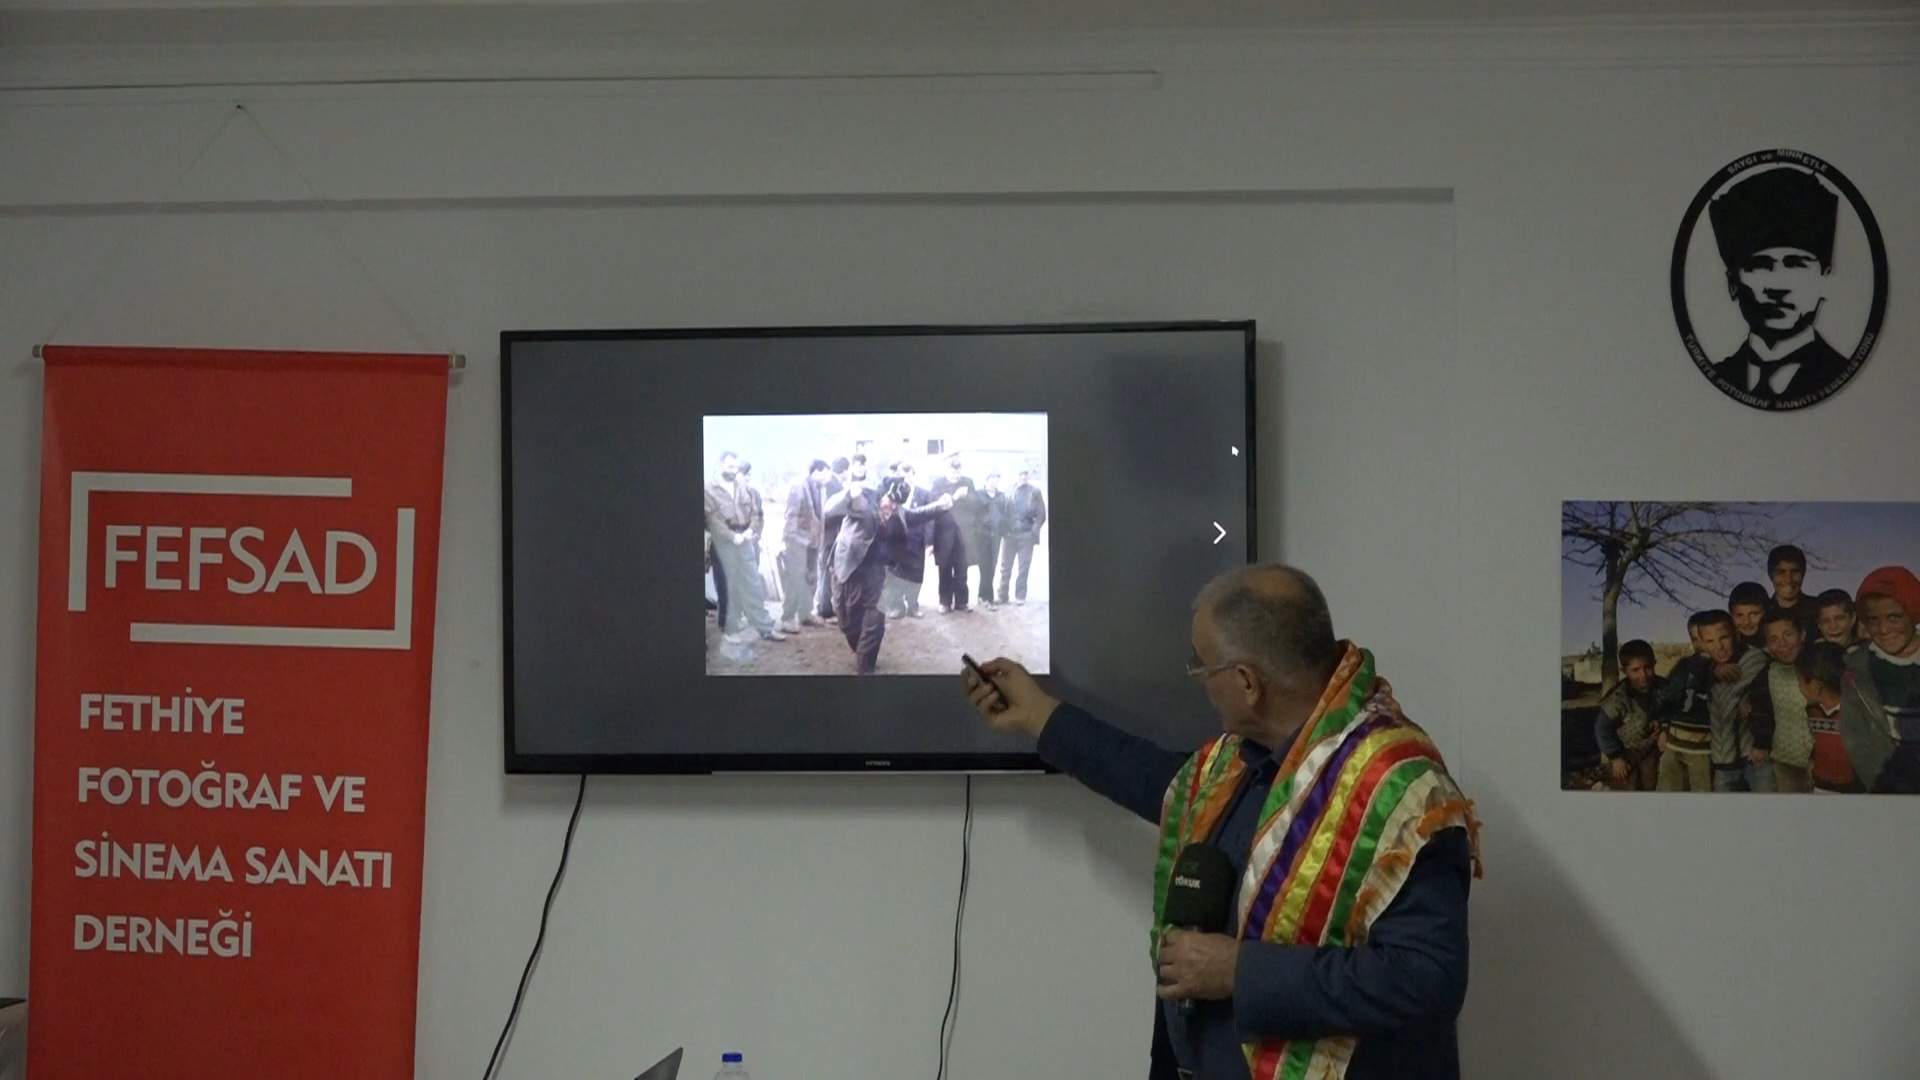 FEFSAD
FETHİYE
FOTOĞRAF VE
SİNEMA SANATI
DERNEĞİ
HITACHI
SAYGI ve MİNNETLE
TÜRKİYE FOTOĞRAF SANATI FEDERASYONU
YÖRÜK